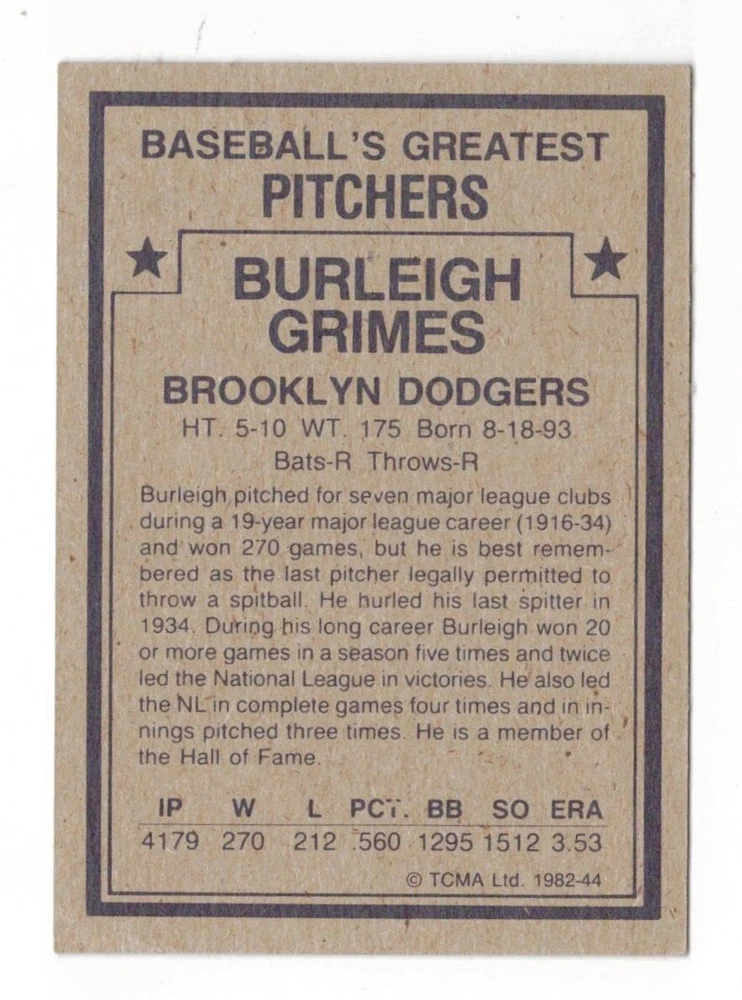 BASEBALL'S GREATEST
PITCHERS
BURLEIGH
GRIMES
BROOKLYN DODGERS
HT. 5-10 WT. 175 Born 8-18-93
Bats-R Throws-R
Burleigh pitched for seven major league clubs
during a 19-year major league career (1916-34)
and won 270 games, but he is best remem-
bered as the last pitcher legally permitted to
throw a spitball. He hurled his last spitter in
1934. During his long career Burleigh won 20
or more games in a season five times and twice
led the National League in victories. He also led
the NL in complete games four times and in in-
nings pitched three times. He is a member of
the Hall of Fame.
IP W L PCT. BB SO ERA
4179 270 212 .560 1295 1512 3.53
© TCMA Ltd. 1982-44